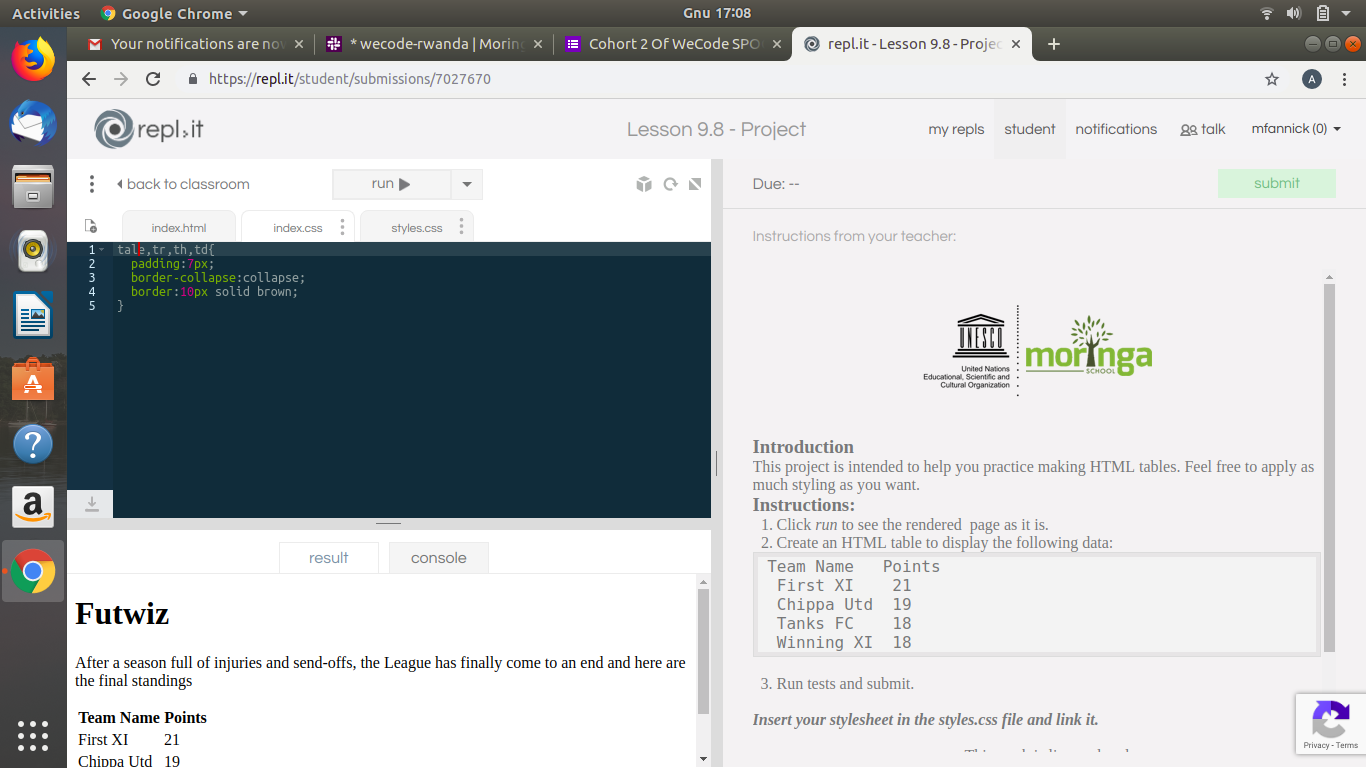 Activities Google Chrome Gnu 17:08
Your notifications are nov * wecode-rwanda | Morin Cohort 2 Of WeCode SPO repl.it - Lesson 9.8 - Projec
https://repl.it/student/submissions/7027670 A
repl.it Lesson 9.8 - Project my repls student notifications talk mfannick (0)
back to classroom run
index.html index.css styles.css
1 tale,tr,th,td{
2 padding:7px;
3 border-collapse:collapse;
4 border:10px solid brown;
5 }
result console
Futwiz
After a season full of injuries and send-offs, the League has finally come to an end and here are
the final standings
Team Name Points
First XI 21
Chippa Utd 19
Due: -- submit
Instructions from your teacher:
UNESCO
United Nations
Educational, Scientific and
Cultural Organization
moringa
SCHOOL
Introduction
This project is intended to help you practice making HTML tables. Feel free to apply as
much styling as you want.
Instructions:
1. Click run to see the rendered page as it is.
2. Create an HTML table to display the following data:
Team Name Points
First XI 21
Chippa Utd 19
Tanks FC 18
Winning XI 18
3. Run tests and submit.
Insert your stylesheet in the styles.css file and link it.
Privacy - Terms